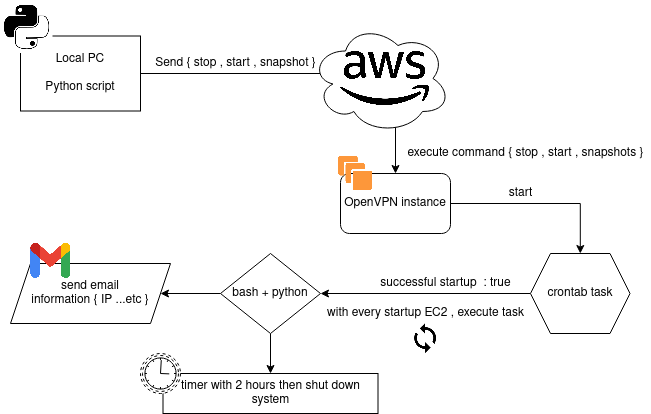 Local PC
Python script
Send { stop , start , snapshot }
aws
execute command { stop , start , snapshots }
OpenVPN instance
start
successful startup : true
crontab task
with every startup EC2 , execute task
bash + python
send email
information { IP ...etc }
timer with 2 hours then shut down
system